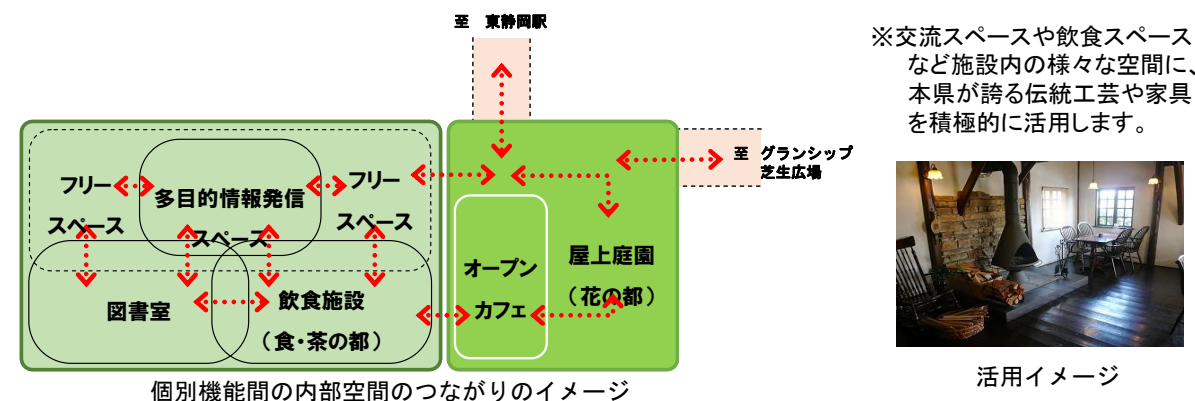 至 東静岡駅
※交流スペースや飲食スペース
など施設内の様々な空間に、
本県が誇る伝統工芸や家具
を積極的に活用します。
至 グランシップ
芝生広場
フリー
スペース
多目的情報発信
スペース
フリー
スペース
図書室
飲食施設
（食・茶の都）
オープン
カフェ
屋上庭園
（花の都）
個別機能間の内部空間のつながりのイメージ
活用イメージ